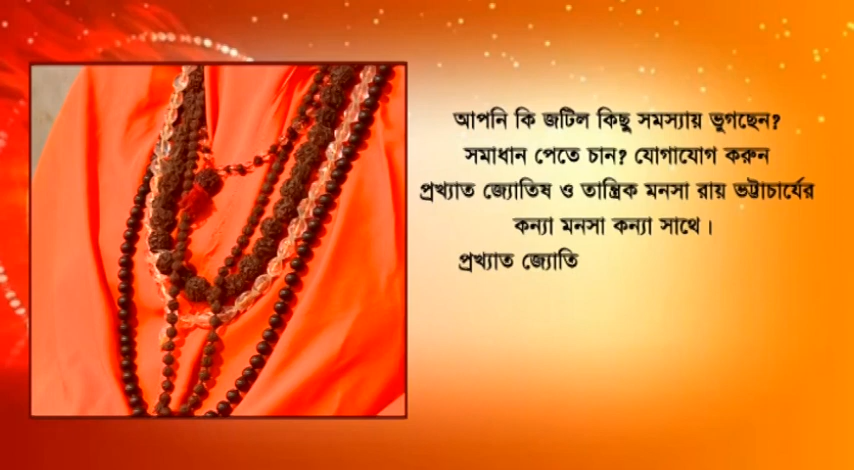 আপনি কি জটিল কিছু সমস্যায় ভুগছেন?
সমাধান পেতে চান? যোগাযোগ করুন
প্রখ্যাত জ্যোতিষ ও তান্ত্রিক মনসা রায় ভট্টাচার্যের
কন্যা মনসা কন্যা সাথে ।
প্রখ্যাত জ্যোতি